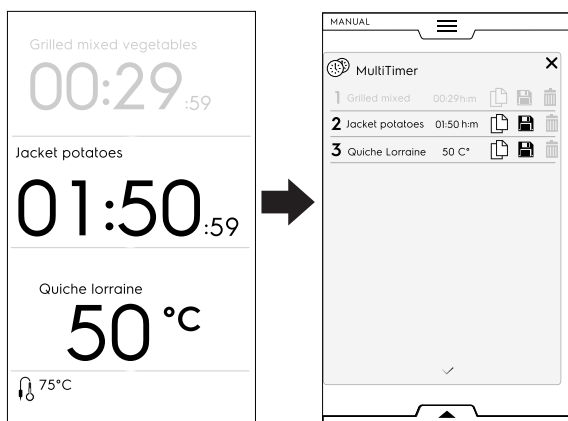 Grilled mixed vegetables
00:29:59
Jacket potatoes
01:50:59
Quiche lorraine
50 °C
75°C
MANUAL
MultiTimer
1 Grilled mixed 00:29h:m
2 Jacket potatoes 01:50 h:m
3 Quiche Lorraine 50 C°